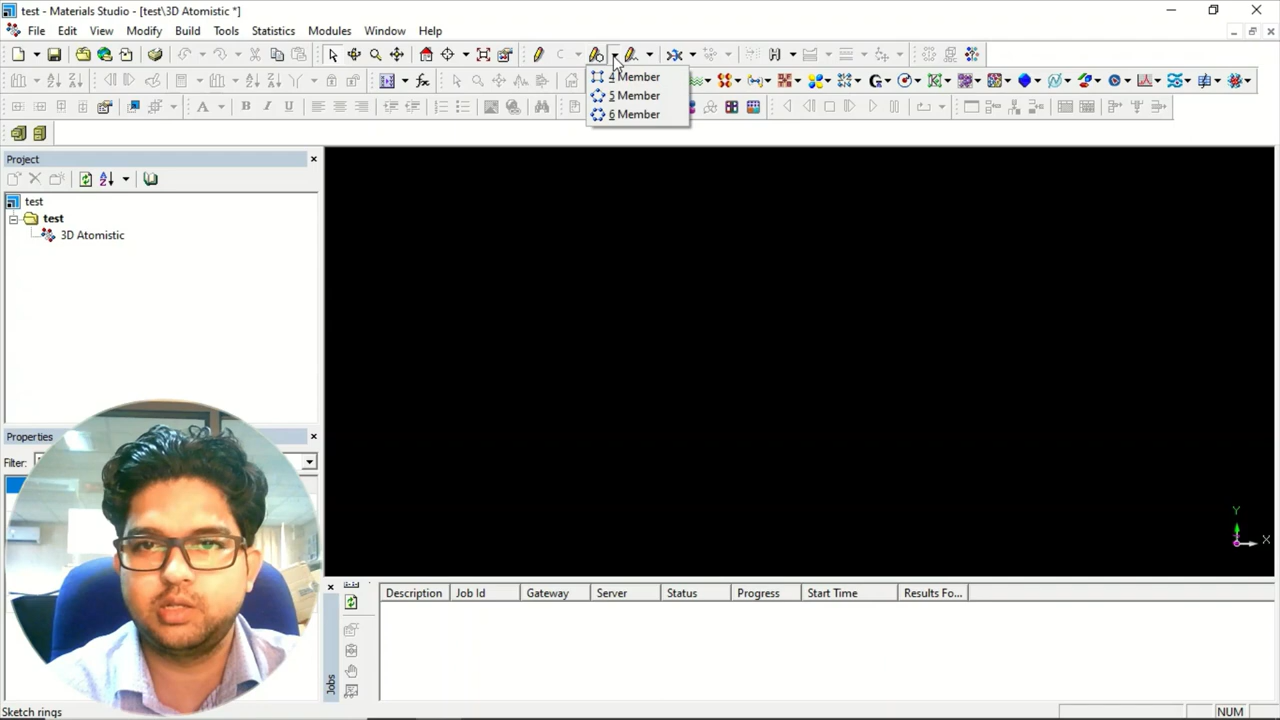 test - Materials Studio - [test\3D Atomistic *]
File Edit View Modify Build Tools Statistics Modules Window Help
4 Member
5 Member
6 Member
Project
test
test
3D Atomistic
Properties
Filter:
Y
X
Description Job Id Gateway Server Status Progress Start Time Results Fo...
Jobs
Sketch rings
NUM